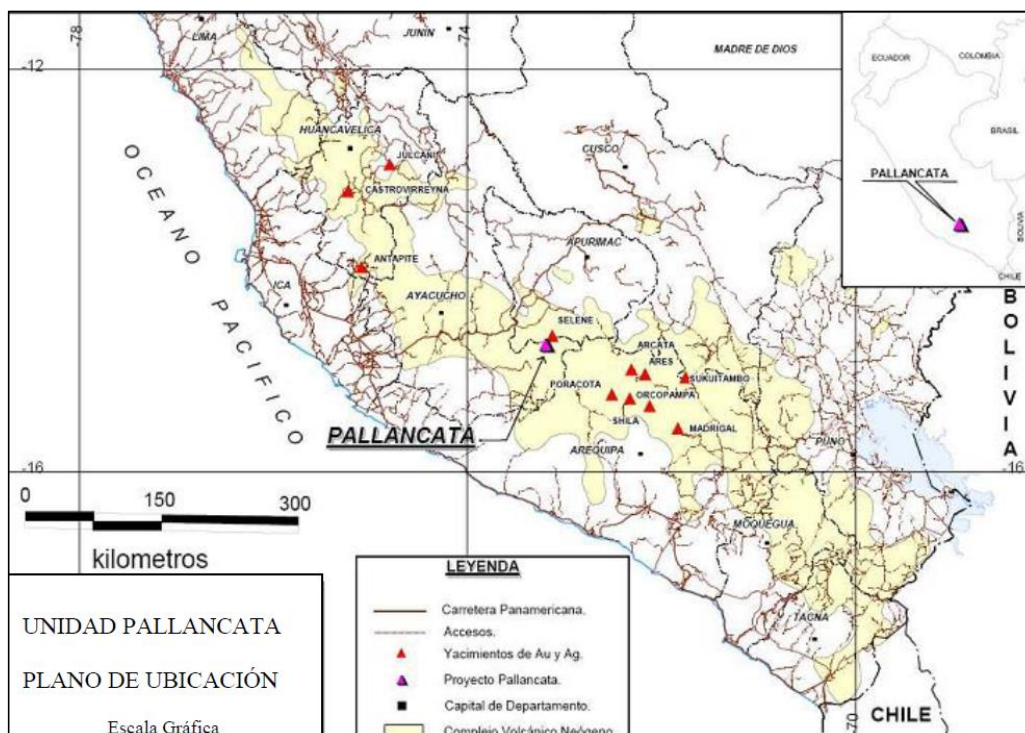 -78
-74
LIMA
JUNIN
MADRE DE DIOS
-12
HUANCAVELICA
JULCANI
CASTROVIRREYNA
CUSCO
OCEANO PACIFICO
ANTAPITE
ICA
AYACUCHO
APURIMAC
SELENE
ARCATA
ARES
SUKUITAMBO
PORACOTA
ORCOPAMPA
SHILA
MADRIGAL
PALLANCATA
AREQUIPA
PUNO
BOLIVIA
-16
-16
MOQUEGUA
TACNA
-70
CHILE
ECUADOR
COLOMBIA
BRASIL
PALLANCATA
BOLIVIA
CHILE
0 150 300
kilometros
UNIDAD PALLANCATA
PLANO DE UBICACIÓN
Escala Gráfica
LEYENDA
Carretera Panamericana.
Accesos.
Yacimientos de Au y Ag.
Proyecto Pallancata.
Capital de Departamento.
Complejo Volcánico Neógeno